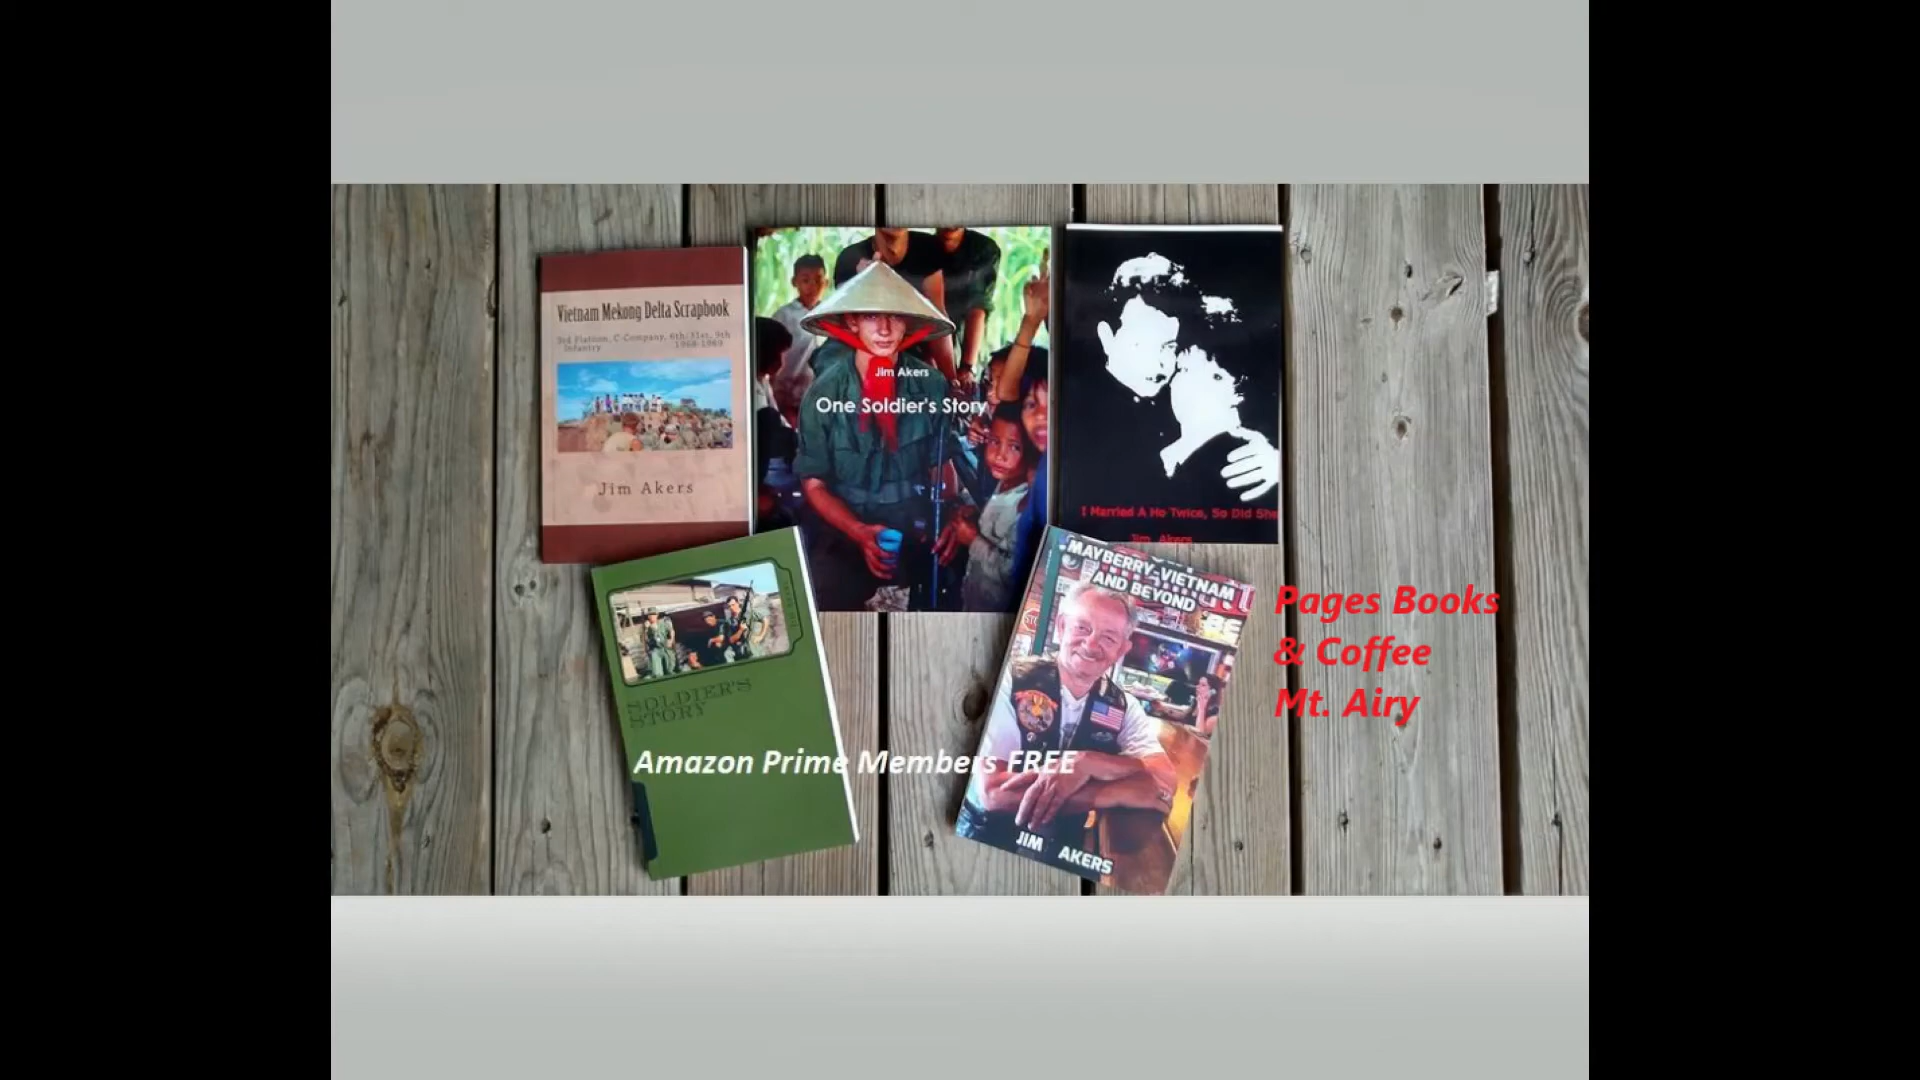 Vietnam Mekong Delta Scrapbook
3rd Platoon, C-Company, 6th/31st, 9th
Infantry 1968-1969
Jim Akers
Jim Akers
One Soldier's Story
I Married A Ho Twice, So Did She
Jim Akers
SOLDIER'S
STORY
MAYBERRY-VIETNAM
AND BEYOND
JIM AKERS
Pages Books
& Coffee
Mt. Airy
Amazon Prime Members FREE